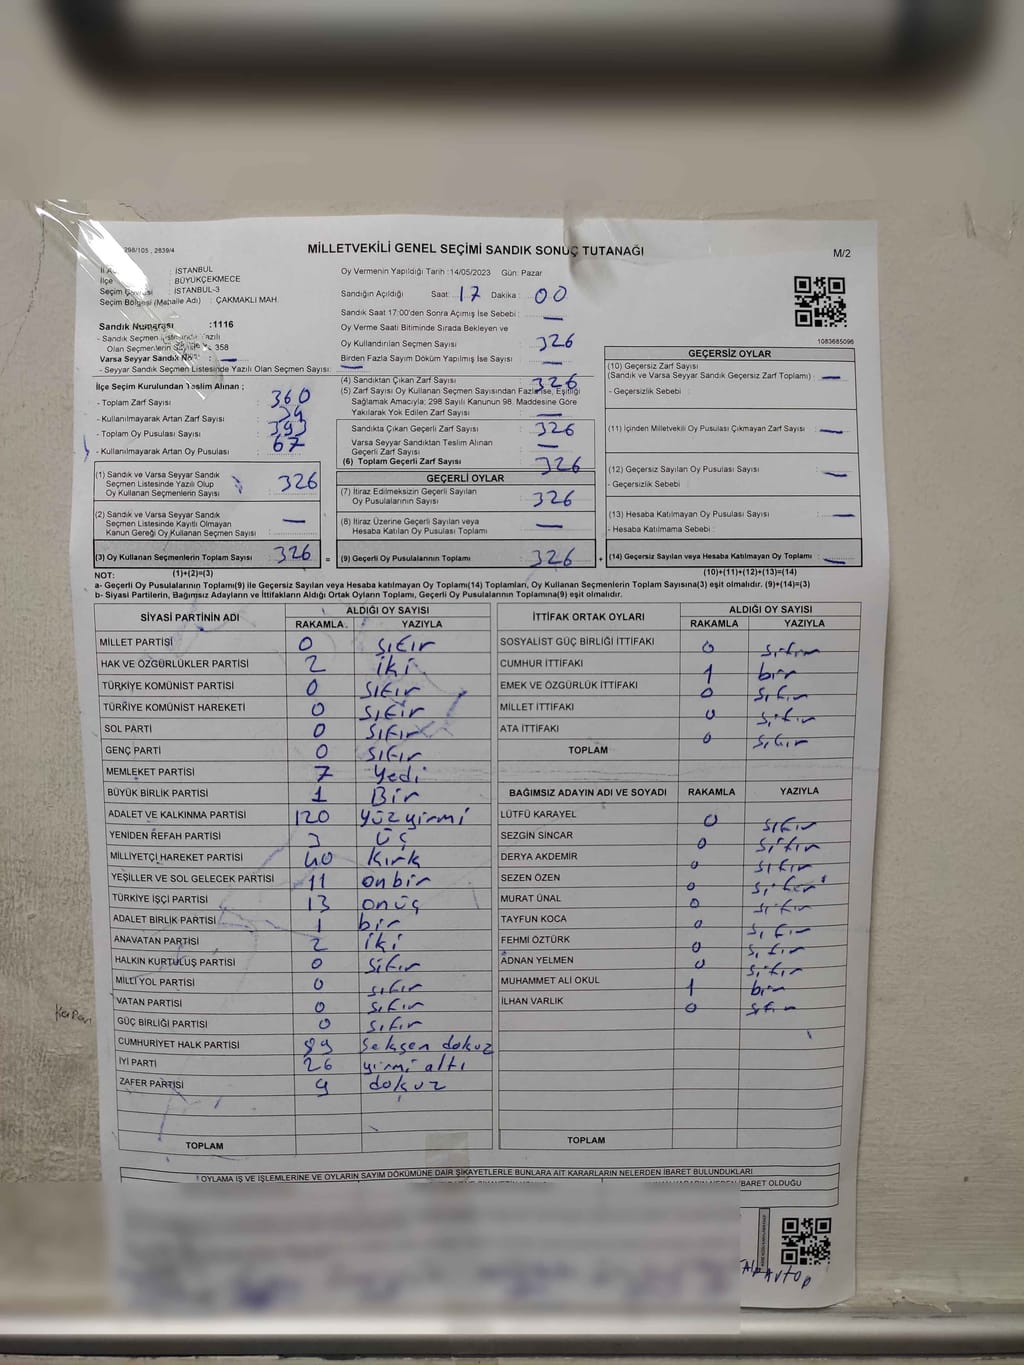 298/105 , 2839/4
MİLLETVEKİLİ GENEL SEÇİMİ SANDIK SONUÇ TUTANAĞI
M/2
: İSTANBUL
İlçe : BÜYÜKÇEKMECE
Seçim Çevresi : İSTANBUL-3
Seçim Bölgesi (Mahalle Adı) : ÇAKMAKLI MAH.
Sandık Numarası :1116
- Sandık Seçmen Listesinde Yazılı
Olan Seçmenlerin Sayısı : 358
Varsa Seyyar Sandık No: —
- Seyyar Sandık Seçmen Listesinde Yazılı Olan Seçmen Sayısı: —
Oy Vermenin Yapıldığı Tarih :14/05/2023 Gün: Pazar
Sandığın Açıldığı Saat: 17 Dakika : 00
Sandık Saat 17:00'den Sonra Açımış İse Sebebi : —
Oy Verme Saati Bitiminde Sırada Bekleyen ve
Oy Kullandırılan Seçmen Sayısı : 326
Birden Fazla Sayım Döküm Yapılmış İse Sayısı : —
1083685096
İlçe Seçim Kurulundan Teslim Alınan ;
- Toplam Zarf Sayısı : 360
- Kullanılmayarak Artan Zarf Sayısı : 34
- Toplam Oy Pusulası Sayısı : 393
- Kullanılmayarak Artan Oy Pusulası : 67
(4) Sandıktan Çıkan Zarf Sayısı : 326
(5) Zarf Sayısı Oy Kullanan Seçmen Sayısından Fazla İse, Eşitliği
Sağlamak Amacıyla; 298 Sayılı Kanunun 98. Maddesine Göre
Yakılarak Yok Edilen Zarf Sayısı : —
Sandıkta Çıkan Geçerli Zarf Sayısı : 326
Varsa Seyyar Sandıktan Teslim Alınan
Geçerli Zarf Sayısı : —
(6) Toplam Geçerli Zarf Sayısı : 326
GEÇERSİZ OYLAR
(10) Geçersiz Zarf Sayısı
(Sandık ve Varsa Seyyar Sandık Geçersiz Zarf Toplamı) : —
- Geçersizlik Sebebi :
(11) İçinden Milletvekili Oy Pusulası Çıkmayan Zarf Sayısı : —
(12) Geçersiz Sayılan Oy Pusulası Sayısı : —
- Geçersizlik Sebebi :
(13) Hesaba Katılmayan Oy Pusulası Sayısı : —
- Hesaba Katılmama Sebebi :
(1) Sandık ve Varsa Seyyar Sandık
Seçmen Listesinde Yazılı Olup
Oy Kullanan Seçmenlerin Sayısı : 326
(2) Sandık ve Varsa Seyyar Sandık
Seçmen Listesinde Kayıtlı Olmayan
Kanun Gereği Oy Kullanan Seçmen Sayısı : —
GEÇERLİ OYLAR
(7) İtiraz Edilmeksizin Geçerli Sayılan
Oy Pusulalarının Sayısı : 326
(8) İtiraz Üzerine Geçerli Sayılan veya
Hesaba Katılan Oy Pusulası Toplamı : —
(3) Oy Kullanan Seçmenlerin Toplam Sayısı : 326 = (9) Geçerli Oy Pusulalarının Toplamı : 326 + (14) Geçersiz Sayılan veya Hesaba Katılmayan Oy Toplamı : —
NOT: (1)+(2)=(3) (10)+(11)+(12)+(13)=(14)
a- Geçerli Oy Pusulalarının Toplamı(9) ile Geçersiz Sayılan veya Hesaba katılmayan Oy Toplamı(14) Toplamları, Oy Kullanan Seçmenlerin Toplam Sayısına(3) eşit olmalıdır. (9)+(14)=(3)
b- Siyasi Partilerin, Bağımsız Adayların ve İttifakların Aldığı Ortak Oyların Toplamı, Geçerli Oy Pusulalarının Toplamına(9) eşit olmalıdır.
SİYASİ PARTİNİN ADI ALDIĞI OY SAYISI
RAKAMLA YAZIYLA
MİLLET PARTİSİ 0 sıfır
HAK VE ÖZGÜRLÜKLER PARTİSİ 2 iki
TÜRKİYE KOMÜNİST PARTİSİ 0 sıfır
TÜRKİYE KOMÜNİST HAREKETİ 0 sıfır
SOL PARTİ 0 sıfır
GENÇ PARTİ 0 sıfır
MEMLEKET PARTİSİ 7 yedi
BÜYÜK BİRLİK PARTİSİ 1 Bir
ADALET VE KALKINMA PARTİSİ 120 yüzyirmi
YENİDEN REFAH PARTİSİ 3 üç
MİLLİYETÇİ HAREKET PARTİSİ 40 kırk
YEŞİLLER VE SOL GELECEK PARTİSİ 11 onbir
TÜRKİYE İŞÇİ PARTİSİ 13 onüç
ADALET BİRLİK PARTİSİ 1 bir
ANAVATAN PARTİSİ 2 iki
HALKIN KURTULUŞ PARTİSİ 0 sıfır
MİLLİ YOL PARTİSİ 0 sıfır
VATAN PARTİSİ 0 sıfır
GÜÇ BİRLİĞİ PARTİSİ 0 sıfır
CUMHURİYET HALK PARTİSİ 89 seksen dokuz
İYİ PARTİ 26 yirmi altı
ZAFER PARTİSİ 9 dokuz
TOPLAM
İTTİFAK ORTAK OYLARI ALDIĞI OY SAYISI
RAKAMLA YAZIYLA
SOSYALİST GÜÇ BİRLİĞİ İTTİFAKI 0 sıfır
CUMHUR İTTİFAKI 1 bir
EMEK VE ÖZGÜRLÜK İTTİFAKI 0 sıfır
MİLLET İTTİFAKI 0 sıfır
ATA İTTİFAKI 0 sıfır
TOPLAM
BAĞIMSIZ ADAYIN ADI VE SOYADI RAKAMLA YAZIYLA
LÜTFÜ KARAYEL 0 sıfır
SEZGİN SİNCAR 0 sıfır
DERYA AKDEMİR 0 sıfır
SEZEN ÖZEN 0 sıfır
MURAT ÜNAL 0 sıfır
TAYFUN KOCA 0 sıfır
FEHMİ ÖZTÜRK 0 sıfır
ADNAN YELMEN 0 sıfır
MUHAMMET ALİ OKUL 1 bir
İLHAN VARLIK 0 sıfır
TOPLAM
OYLAMA İŞ VE İŞLEMLERİNE VE OYLARIN SAYIM DÖKÜMÜNE DAİR ŞİKAYETLERLE BUNLARA AİT KARARLARIN NELERDEN İBARET BULUNDUKLARI